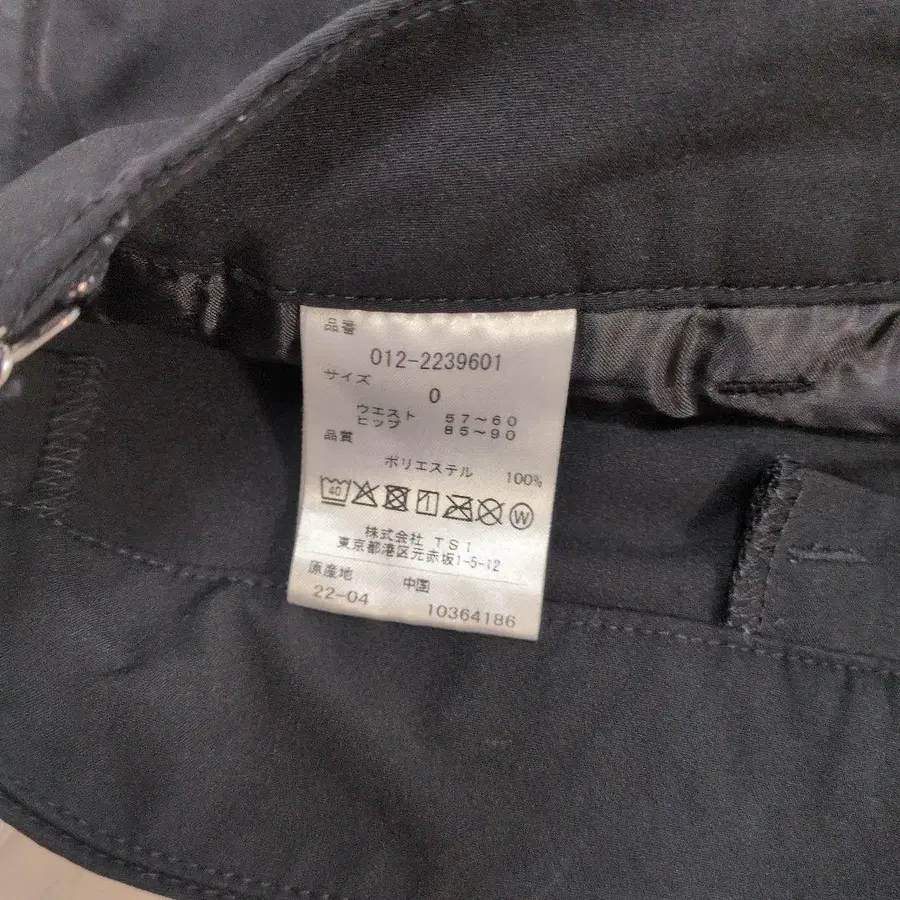 品番
012-2239601
サイズ
0
ウエスト 57～60
ヒップ 85～90
品質
ポリエステル 100%
40 W
株式会社 TSI
東京都港区元赤坂1-5-12
原産地 中国
22-04 10364186